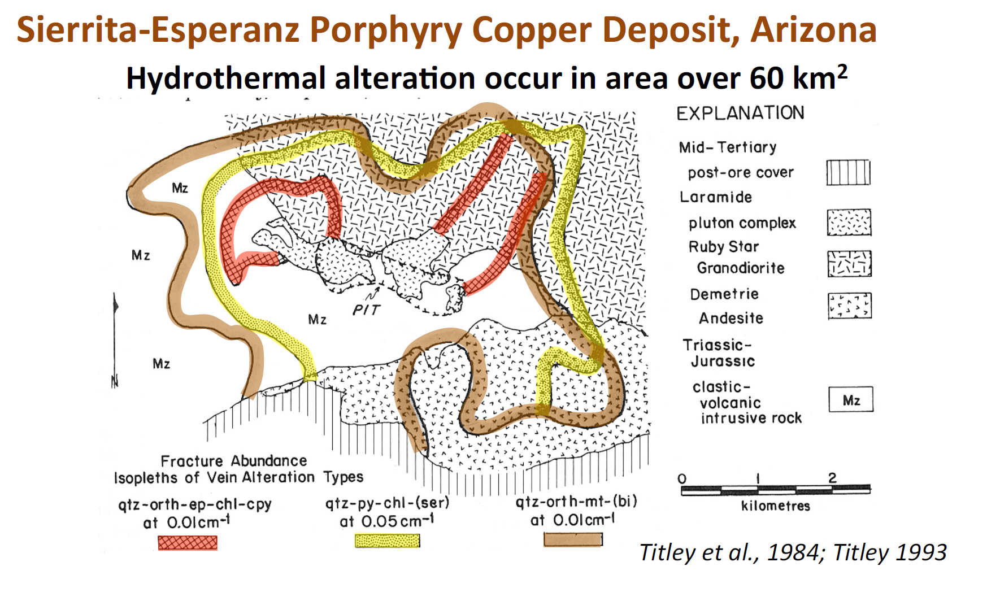 Sierrita-Esperanz Porphyry Copper Deposit, Arizona
Hydrothermal alteration occur in area over 60 km²
EXPLANATION
Mid-Tertiary
post-ore cover
Laramide
pluton complex
Ruby Star
Granodiorite
Demetrie
Andesite
Triassic-
Jurassic
clastic-
volcanic
intrusive rock
Mz
Mz
Mz
Mz
Mz
PIT
N
0 1 2
kilometres
Fracture Abundance
Isopleths of Vein Alteration Types
qtz-orth-ep-chl-cpy
at 0.01cm⁻¹
qtz-py-chl-(ser)
at 0.05cm⁻¹
qtz-orth-mt-(bi)
at 0.01cm⁻¹
Titley et al., 1984; Titley 1993